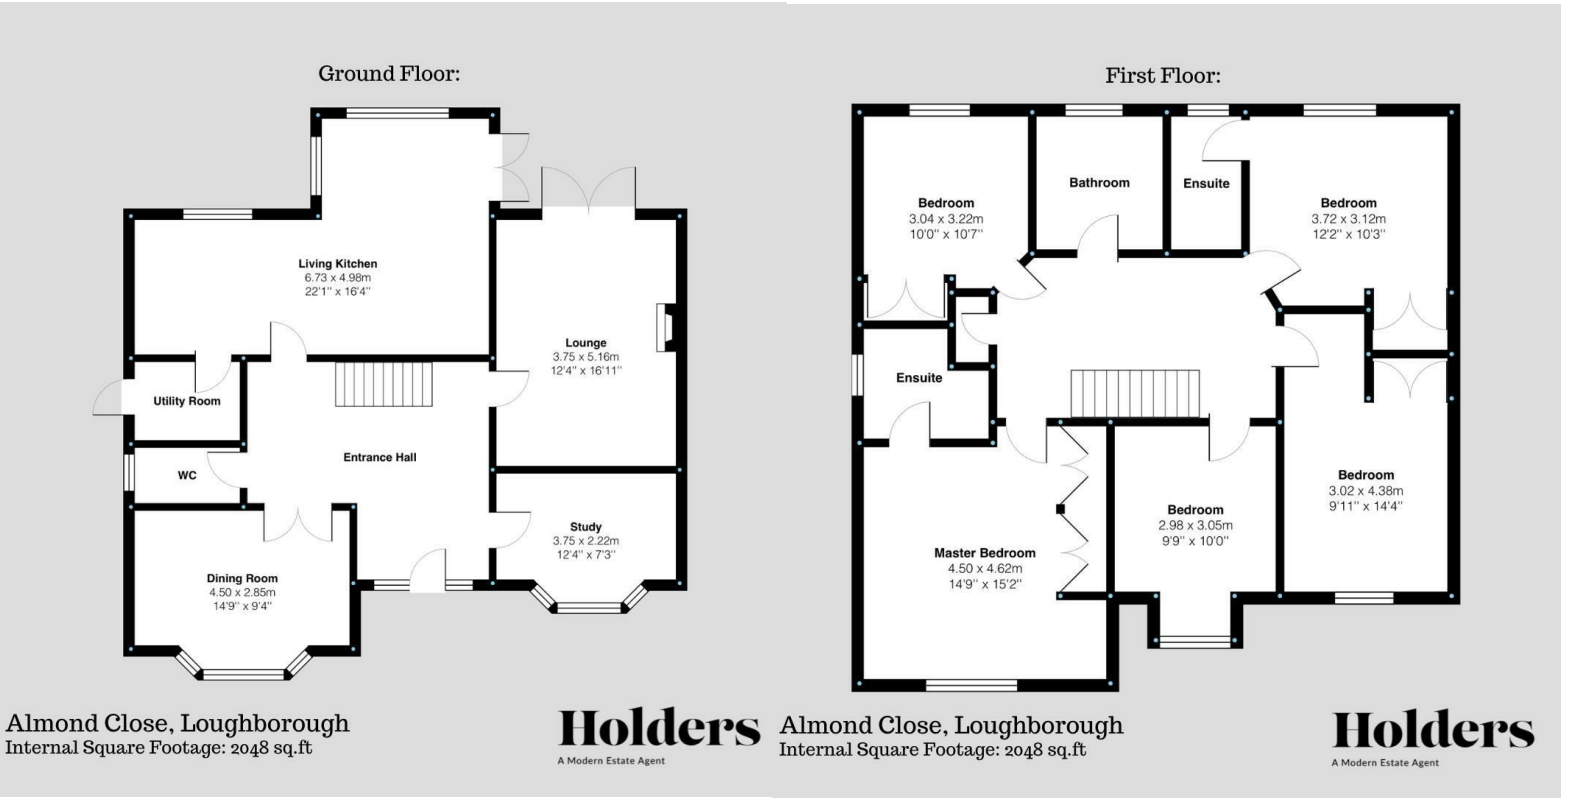 Ground Floor:
Living Kitchen
6.73 x 4.98m
22'1" x 16'4"
Lounge
3.75 x 5.16m
12'4" x 16'11"
Utility Room
WC
Entrance Hall
Study
3.75 x 2.22m
12'4" x 7'3"
Dining Room
4.50 x 2.85m
14'9" x 9'4"
Almond Close, Loughborough
Internal Square Footage: 2048 sq.ft
Holders
A Modern Estate Agent
First Floor:
Bedroom
3.04 x 3.22m
10'0" x 10'7"
Bathroom
Ensuite
Bedroom
3.72 x 3.12m
12'2" x 10'3"
Ensuite
Master Bedroom
4.50 x 4.62m
14'9" x 15'2"
Bedroom
2.98 x 3.05m
9'9" x 10'0"
Bedroom
3.02 x 4.38m
9'11" x 14'4"
Almond Close, Loughborough
Internal Square Footage: 2048 sq.ft
Holders
A Modern Estate Agent